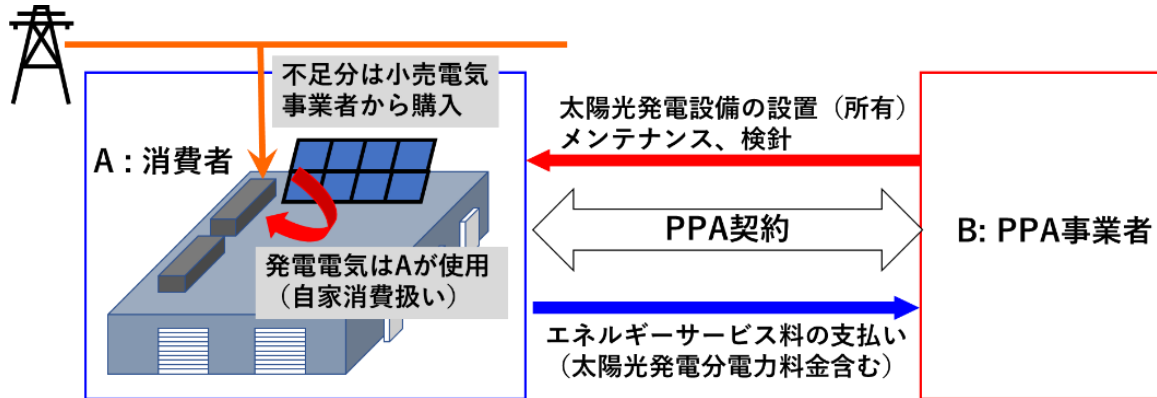 不足分は小売電気
事業者から購入
A：消費者
発電電気はAが使用
（自家消費扱い）
太陽光発電設備の設置（所有）
メンテナンス、検針
PPA契約
エネルギーサービス料の支払い
（太陽光発電分電力料金含む）
B: PPA事業者